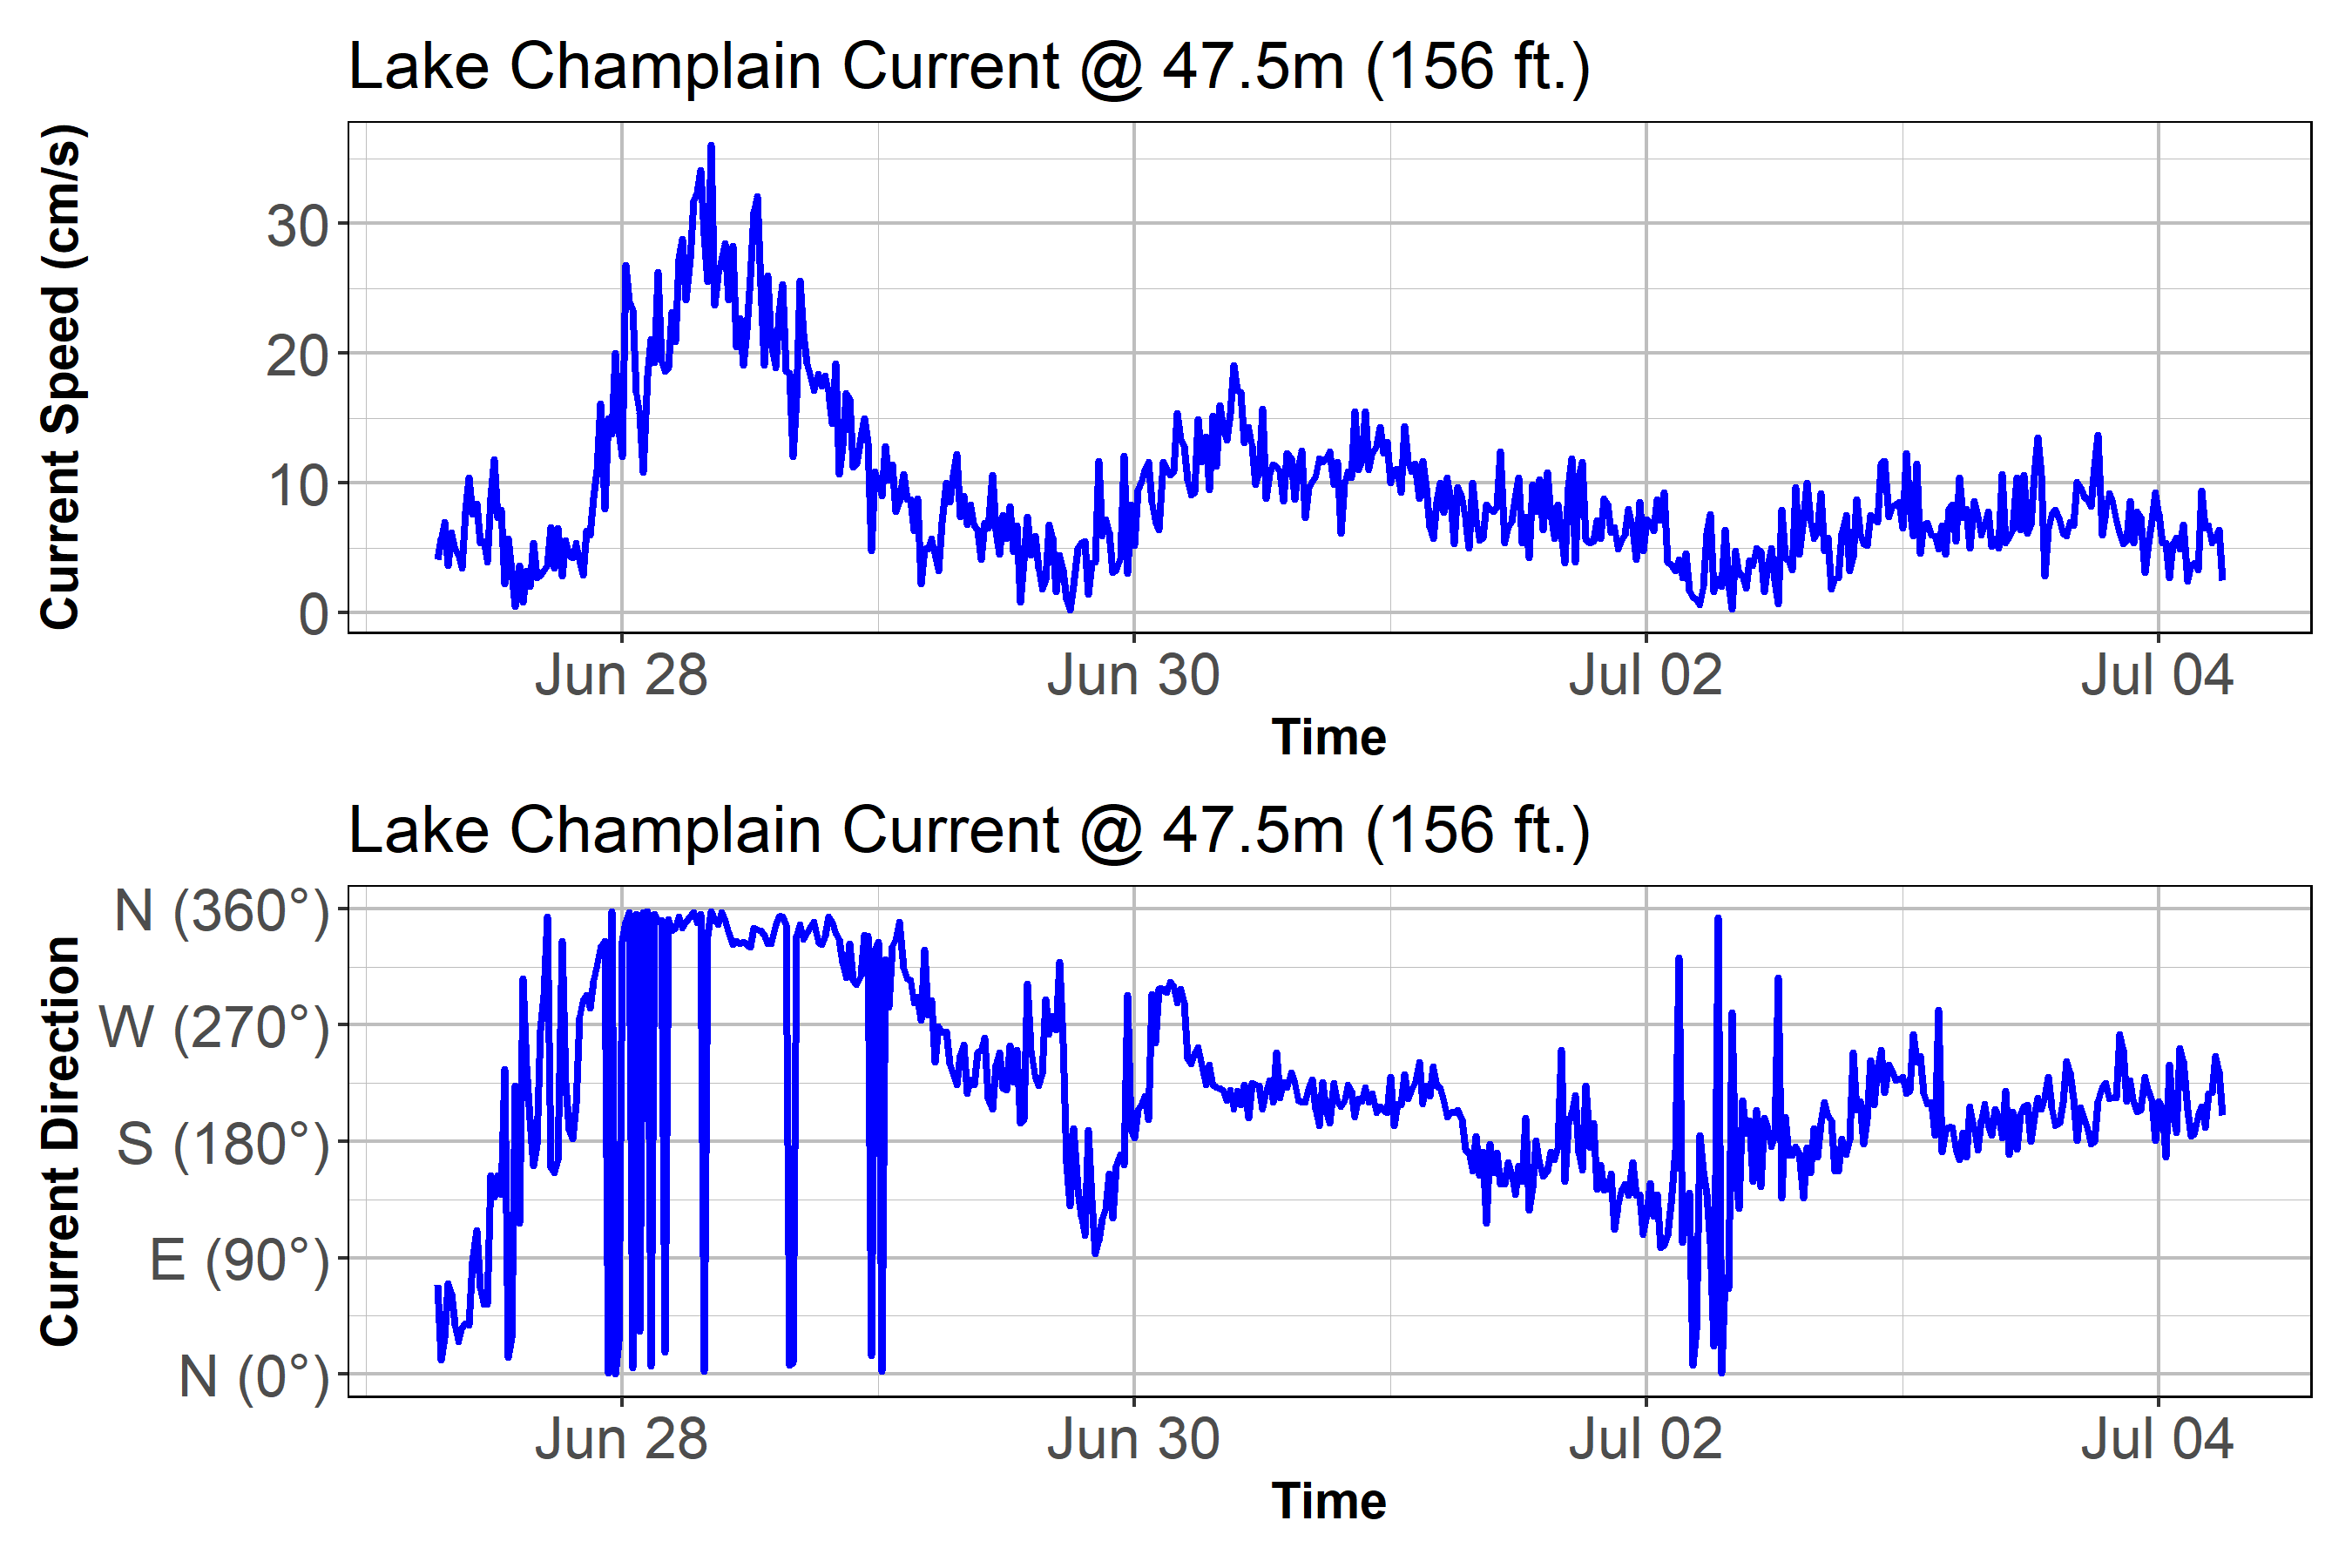 Lake Champlain Current @ 47.5m (156 ft.)
Current Speed (cm/s)
30
20
10
0
Jun 28 Jun 30 Jul 02 Jul 04
Time
Lake Champlain Current @ 47.5m (156 ft.)
Current Direction
N (360°)
W (270°)
S (180°)
E (90°)
N (0°)
Jun 28 Jun 30 Jul 02 Jul 04
Time